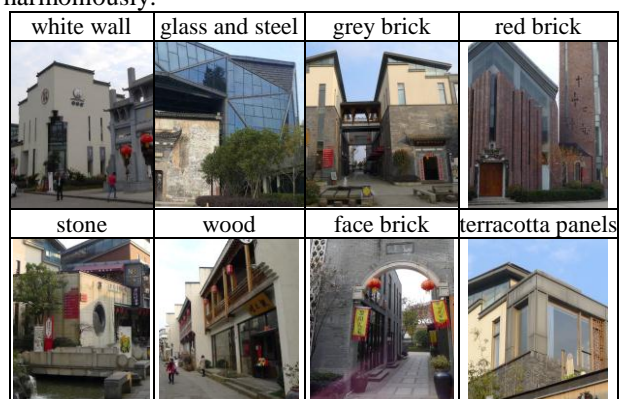 harmoniously.
white wall
glass and steel
grey brick
red brick
stone
wood
face brick
terracotta panels